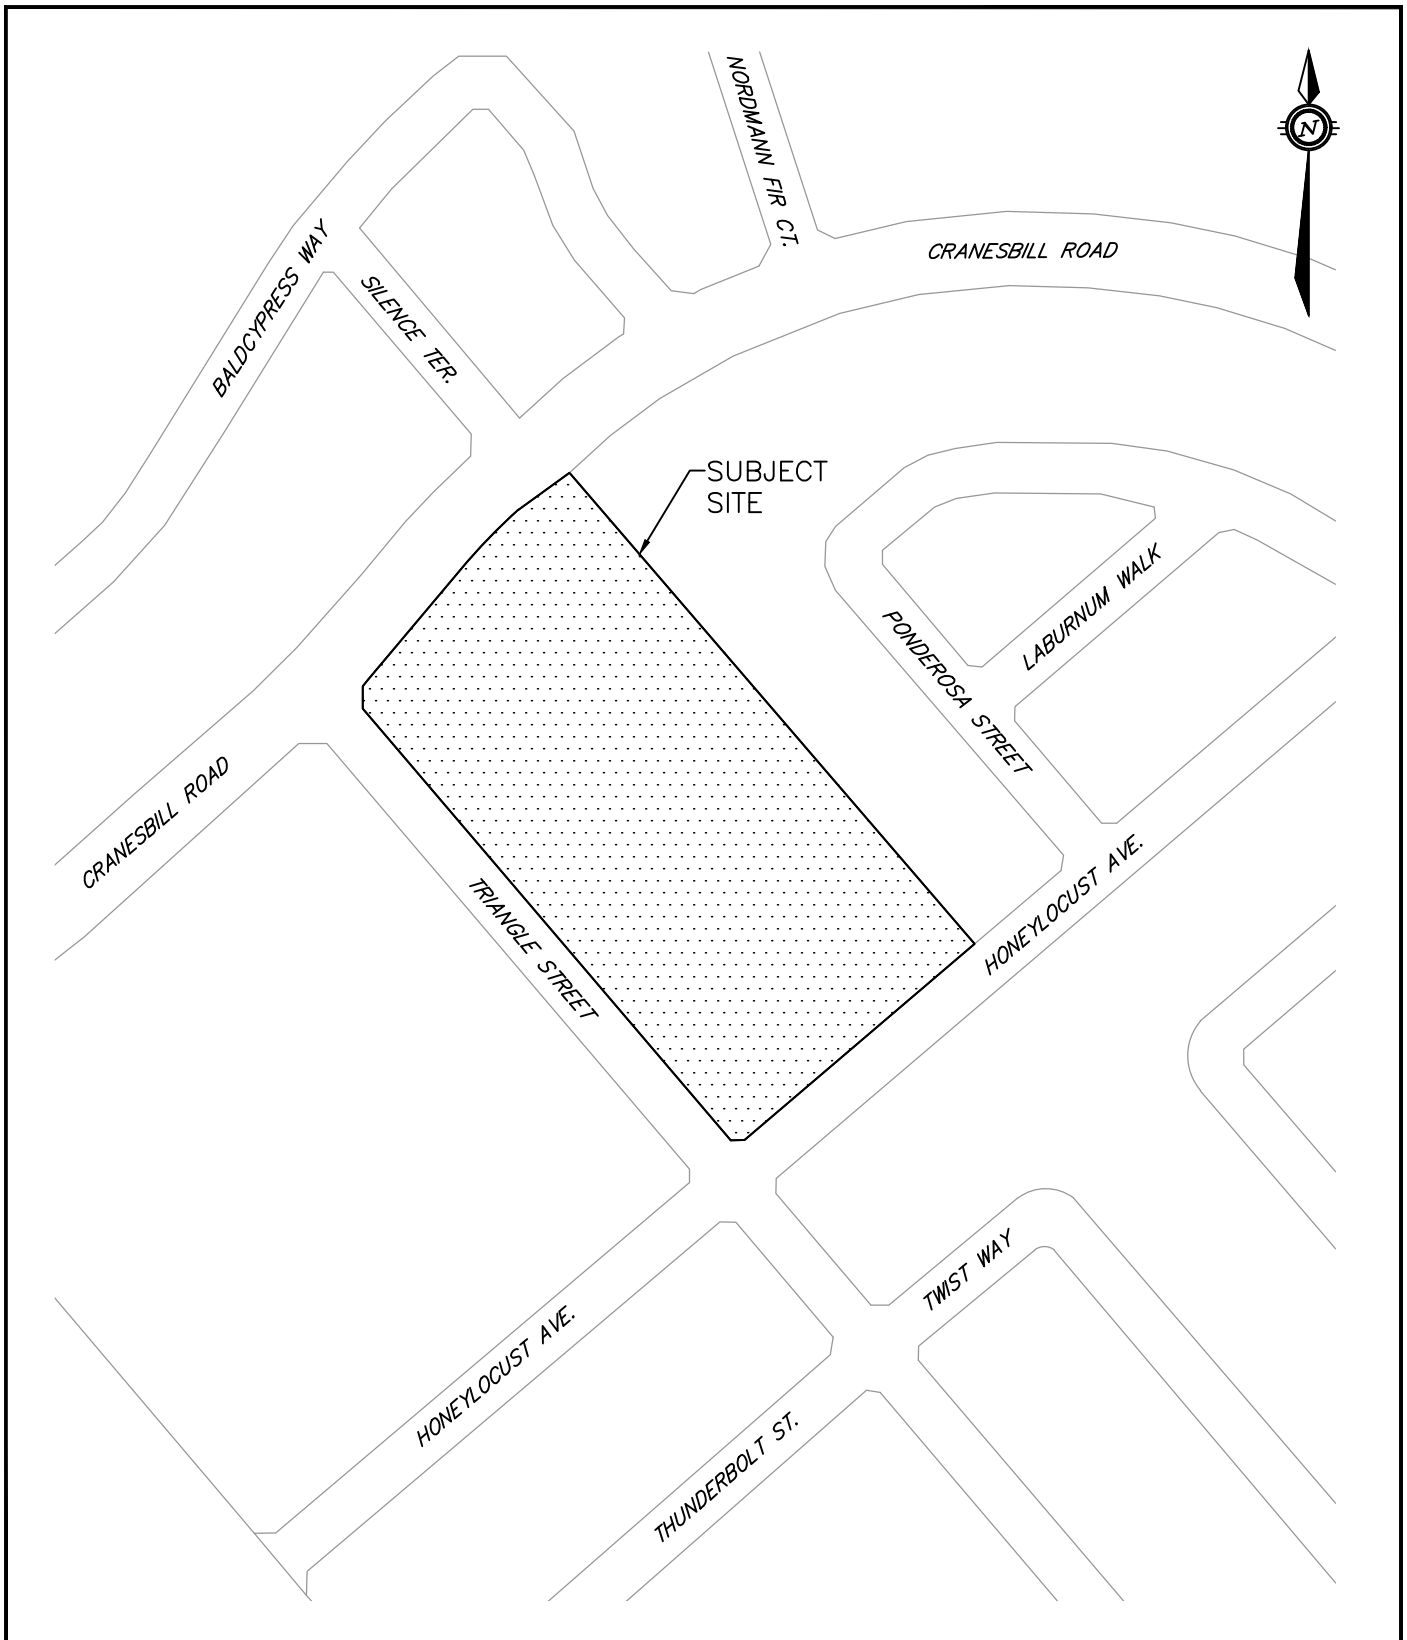 NORDMANN FIR CT.
N
CRANESBILL ROAD
BALDCYPRESS WAY
SILENCE TER.
SUBJECT
SITE
LABURNUM WALK
PONDEROSA STREET
CRANESBILL ROAD
HONEYLOCUST AVE.
TRIANGLE STREET
TWIST WAY
HONEYLOCUST AVE.
THUNDERBOLT ST.